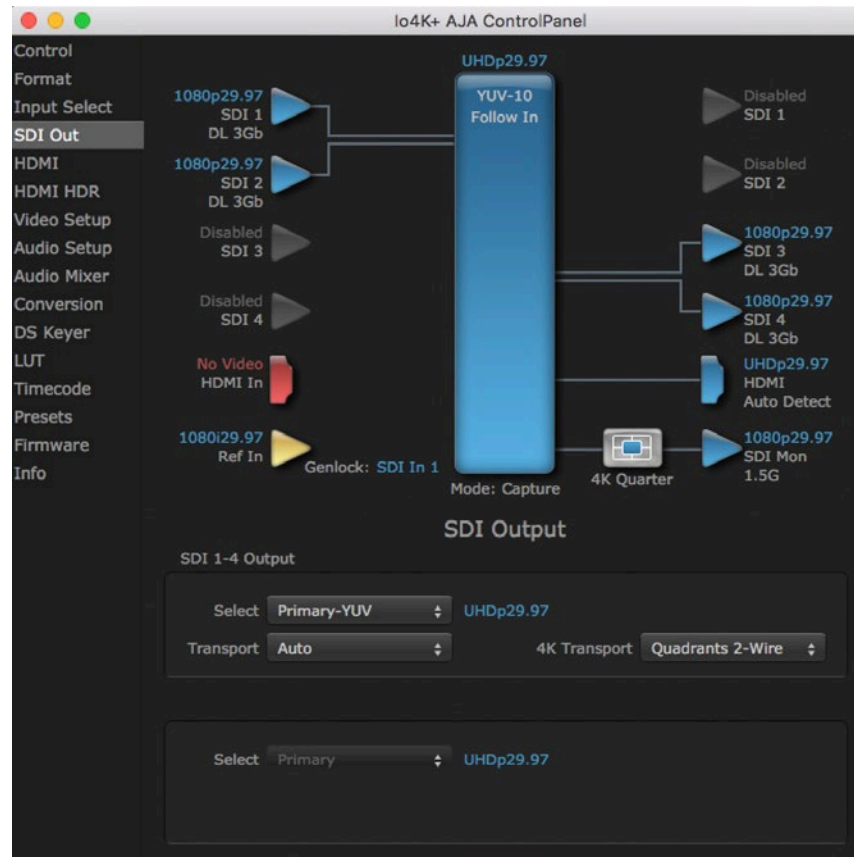 Io4K+ AJA ControlPanel
Control
Format
Input Select
SDI Out
HDMI
HDMI HDR
Video Setup
Audio Setup
Audio Mixer
Conversion
DS Keyer
LUT
Timecode
Presets
Firmware
Info
1080p29.97
SDI 1
DL 3Gb
1080p29.97
SDI 2
DL 3Gb
Disabled
SDI 3
Disabled
SDI 4
No Video
HDMI In
1080i29.97
Ref In
Genlock: SDI In 1
UHDp29.97
YUV-10
Follow In
Mode: Capture
Disabled
SDI 1
Disabled
SDI 2
1080p29.97
SDI 3
DL 3Gb
1080p29.97
SDI 4
DL 3Gb
UHDp29.97
HDMI
Auto Detect
4K Quarter
1080p29.97
SDI Mon
1.5G
SDI Output
SDI 1-4 Output
Select Primary-YUV UHDp29.97
Transport Auto 4K Transport Quadrants 2-Wire
Select Primary UHDp29.97